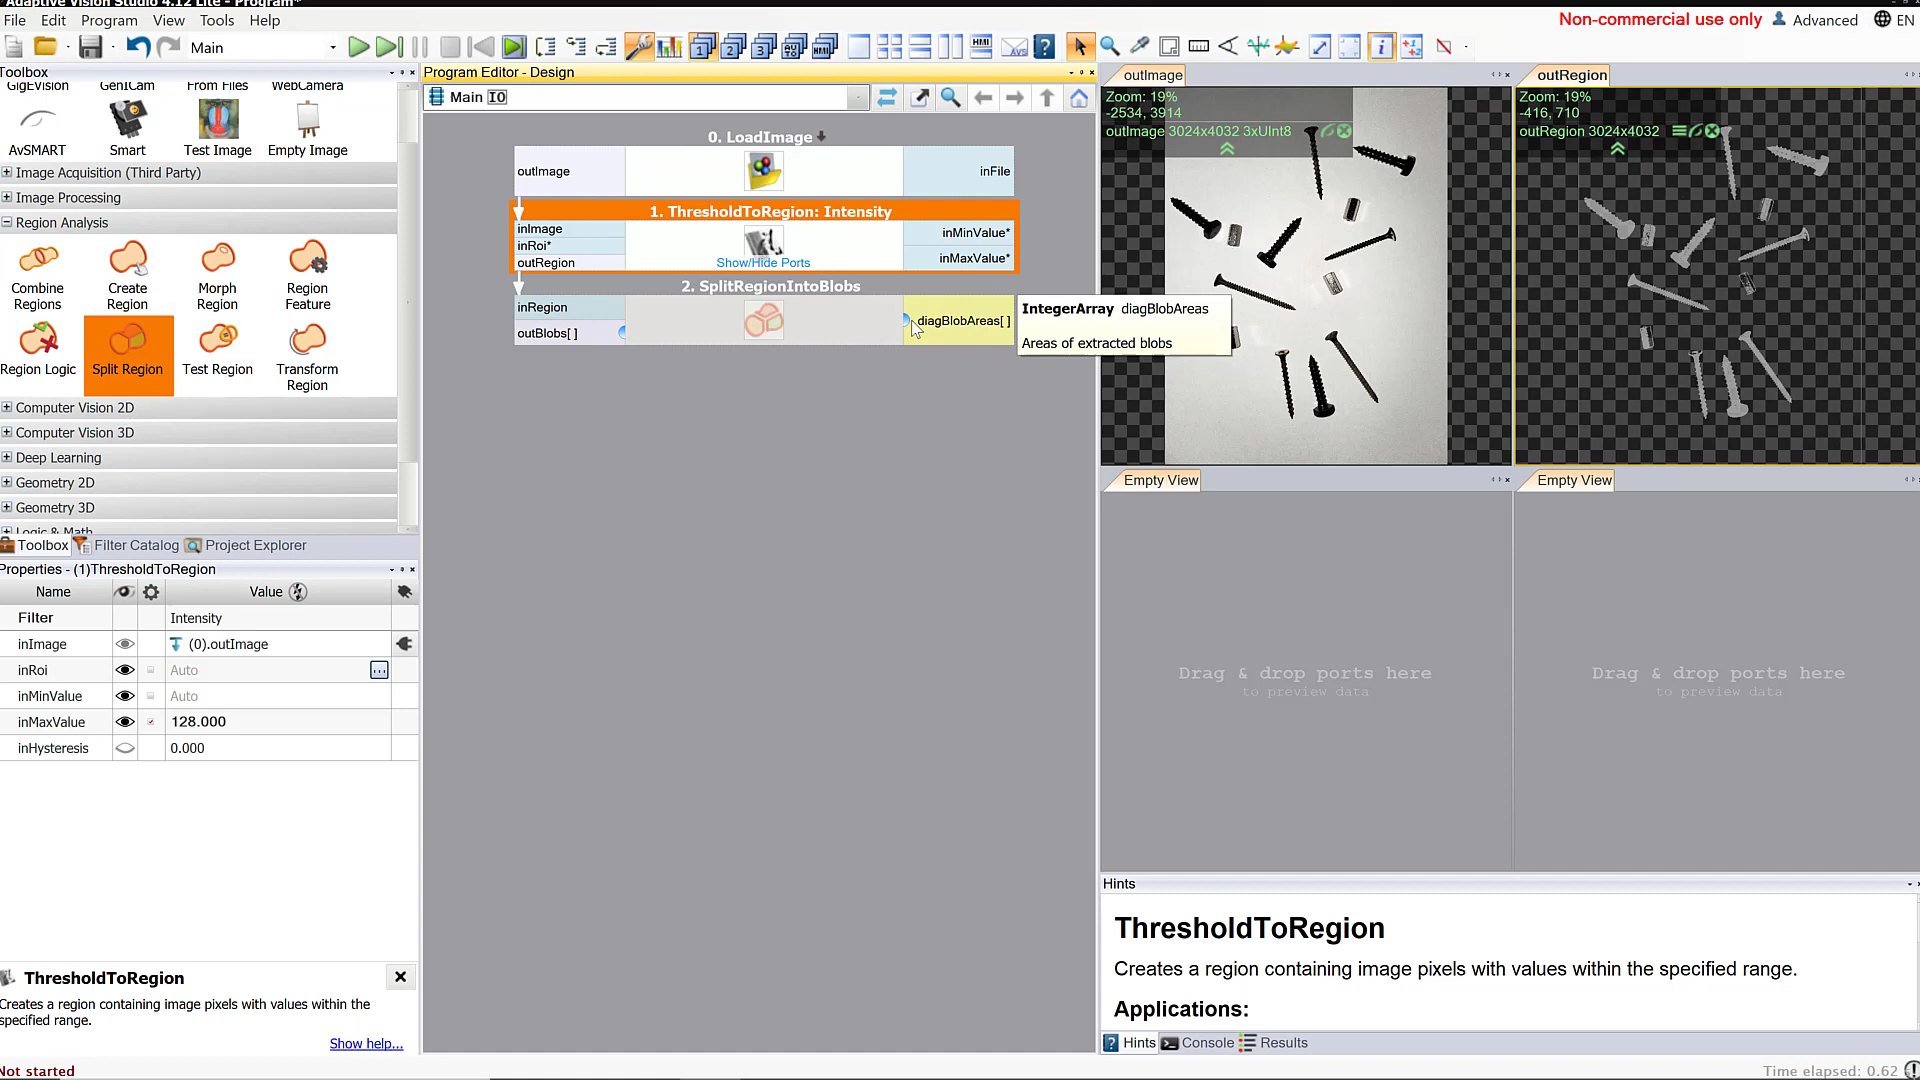 Adaptive Vision Studio 4.12 Lite - Program*
File Edit Program View Tools Help
Non-commercial use only Advanced EN
Main
Toolbox
GigEVision GenICam From Files WebCamera
AvSMART Smart Test Image Empty Image
Image Acquisition (Third Party)
Image Processing
Region Analysis
Combine Regions
Create Region
Morph Region
Region Feature
Region Logic
Split Region
Test Region
Transform Region
Computer Vision 2D
Computer Vision 3D
Deep Learning
Geometry 2D
Geometry 3D
Logic & Math
Toolbox Filter Catalog Project Explorer
Properties - (1)ThresholdToRegion
Name Value
Filter Intensity
inImage (0).outImage
inRoi Auto ...
inMinValue Auto
inMaxValue 128.000
inHysteresis 0.000
ThresholdToRegion
Creates a region containing image pixels with values within the
specified range.
Show help...
Not started
Program Editor - Design
Main IO
0. LoadImage
outImage inFile
1. ThresholdToRegion: Intensity
inImage inMinValue*
inRoi*
outRegion Show/Hide Ports inMaxValue*
2. SplitRegionIntoBlobs
inRegion
outBlobs[ ] diagBlobAreas[ ]
IntegerArray diagBlobAreas
Areas of extracted blobs
outImage
Zoom: 19%
-2534, 3914
outImage 3024x4032 3xUInt8
outRegion
Zoom: 19%
-416, 710
outRegion 3024x4032
Empty View
Drag & drop ports here
to preview data
Empty View
Drag & drop ports here
to preview data
Hints
ThresholdToRegion
Creates a region containing image pixels with values within the specified range.
Applications:
Hints Console Results
Time elapsed: 0.62 s